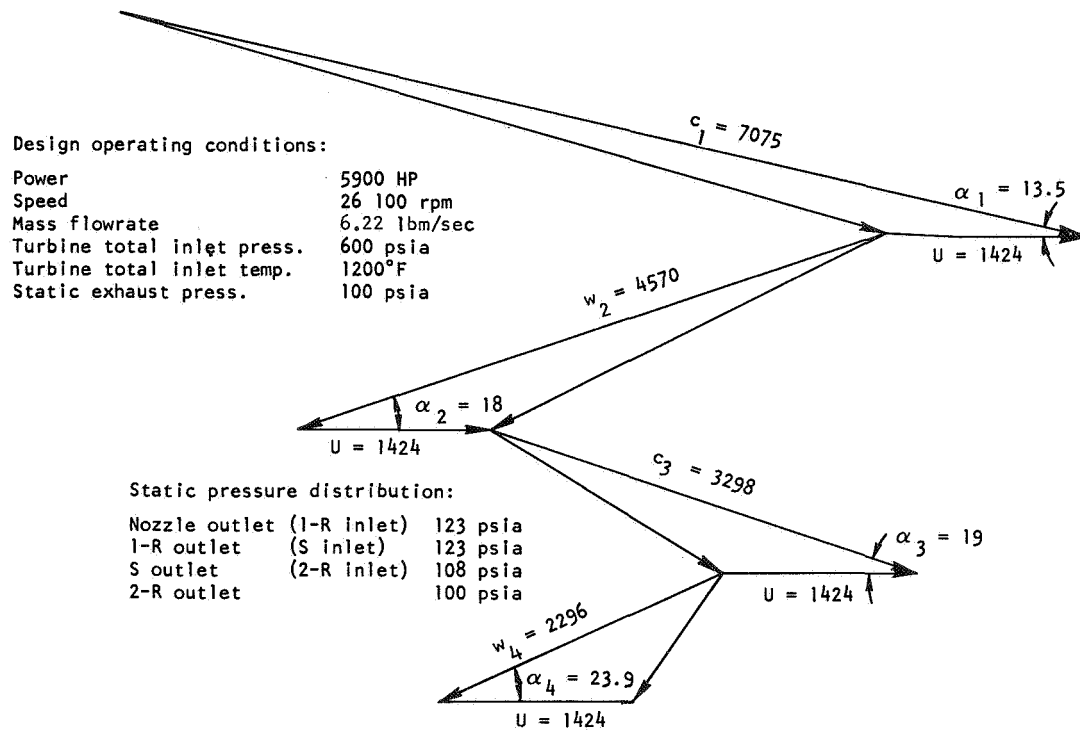 c₁ = 7075
Design operating conditions:
Power 5900 HP
Speed 26 100 rpm
Mass flowrate 6.22 lbm/sec
Turbine total inlet press. 600 psia
Turbine total inlet temp. 1200°F
Static exhaust press. 100 psia
α₁ = 13.5
U = 1424
w₂ = 4570
α₂ = 18
U = 1424
c₃ = 3298
Static pressure distribution:
Nozzle outlet (1-R inlet) 123 psia
1-R outlet (S inlet) 123 psia
S outlet (2-R inlet) 108 psia
2-R outlet 100 psia
α₃ = 19
U = 1424
w₄ = 2296
α₄ = 23.9
U = 1424